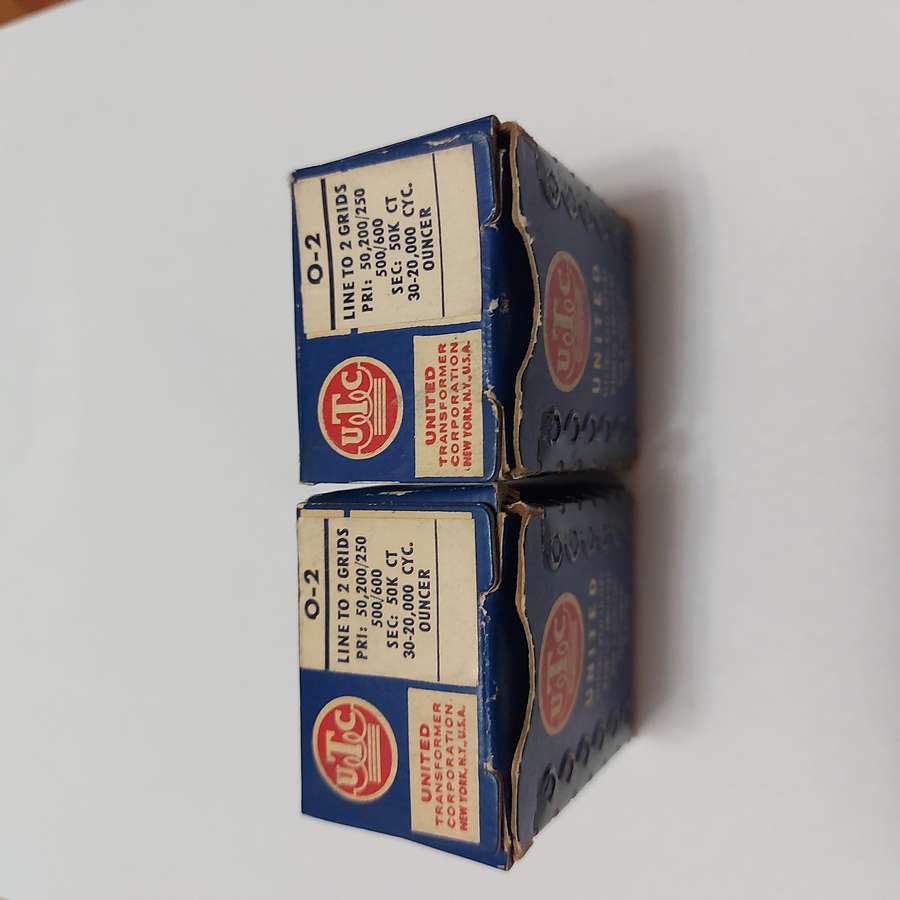 O-2
LINE TO 2 GRIDS
PRI: 50,200/250
500/600
SEC: 50K CT
30-20,000 CYC.
OUNCER
UTC
UNITED
TRANSFORMER
CORPORATION
NEW YORK, N.Y., U.S.A.
UTC
UNITED
O-2
LINE TO 2 GRIDS
PRI: 50,200/250
500/600
SEC: 50K CT
30-20,000 CYC.
OUNCER
UTC
UNITED
TRANSFORMER
CORPORATION
NEW YORK, N.Y., U.S.A.
UTC
UNITED